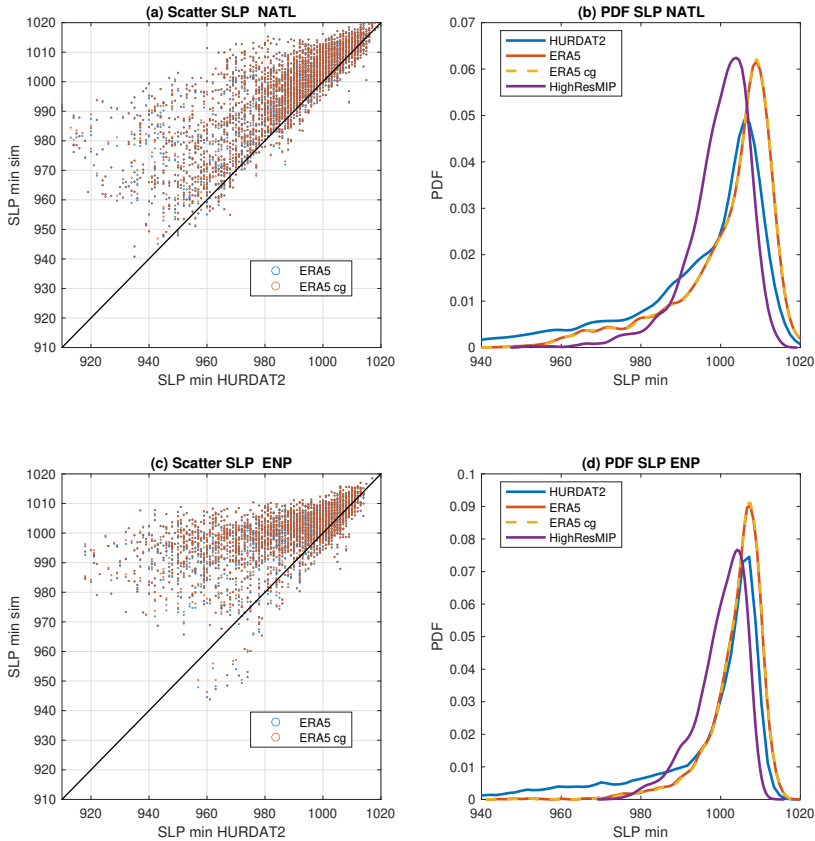 (a) Scatter SLP NATL
1020
1010
1000
990
980
970
960
950
940
930
920
910
920 940 960 980 1000 1020
SLP min sim
SLP min HURDAT2
ERA5
ERA5 cg
(b) PDF SLP NATL
0.07
0.06
0.05
0.04
0.03
0.02
0.01
0
940 960 980 1000 1020
PDF
SLP min
HURDAT2
ERA5
ERA5 cg
HighResMIP
(c) Scatter SLP ENP
1020
1010
1000
990
980
970
960
950
940
930
920
910
920 940 960 980 1000 1020
SLP min sim
SLP min HURDAT2
ERA5
ERA5 cg
(d) PDF SLP ENP
0.1
0.09
0.08
0.07
0.06
0.05
0.04
0.03
0.02
0.01
0
940 960 980 1000 1020
PDF
SLP min
HURDAT2
ERA5
ERA5 cg
HighResMIP